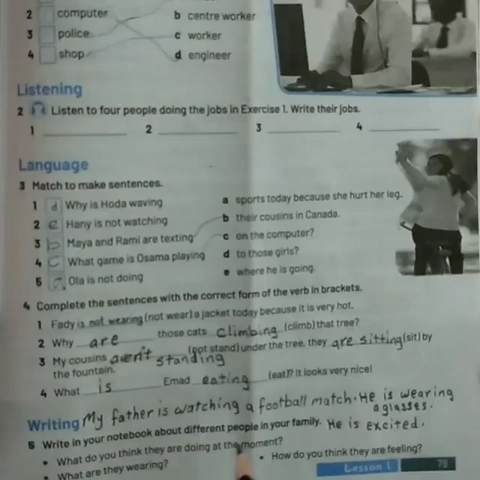 2 computer b centre worker
3 police c worker
4 shop d engineer
Listening
2 Listen to four people doing the jobs in Exercise 1. Write their jobs.
1 ____ 2 ____ 3 ____ 4 ____
Language
3 Match to make sentences.
1 d Why is Hoda waving a sports today because she hurt her leg.
2 e Hany is not watching b their cousins in Canada.
3 b Maya and Rami are texting c on the computer?
4 c What game is Osama playing d to those girls?
5 Ola is not doing e where he is going.
4 Complete the sentences with the correct form of the verb in brackets.
1 Fady is not wearing (not wear) a jacket today because it is very hot.
2 Why are those cats climbing (climb) that tree?
3 My cousins aren't standing (not stand) under the tree, they are sitting (sit) by
the fountain.
4 What is Emad eating (eat)? It looks very nice!
Writing My father is watching a football match. He is wearing
a glasses.
5 Write in your notebook about different people in your family. He is excited.
• What do you think they are doing at the moment?
• How do you think they are feeling?
• What are they wearing?
Lesson 1 79